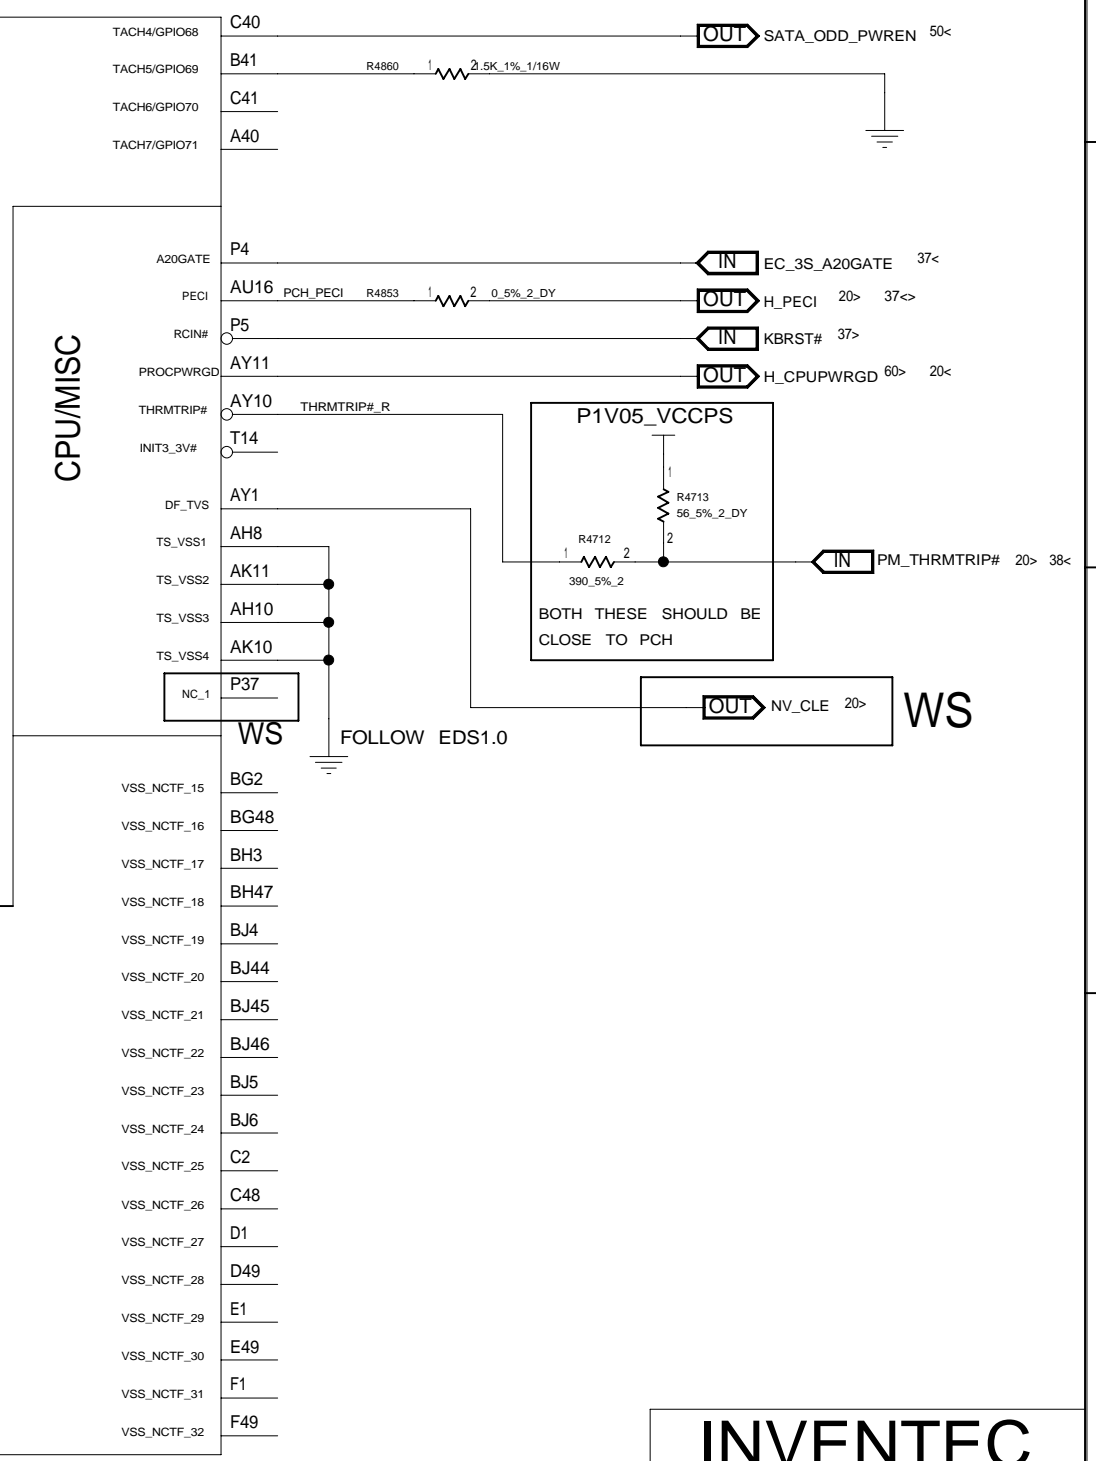 TACH4/GPIO68 C40 OUT SATA_ODD_PWREN 50<
TACH5/GPIO69 B41 R4860 1 2 1.5K_1%_1/16W
TACH6/GPIO70 C41
TACH7/GPIO71 A40
CPU/MISC
A20GATE P4 IN EC_3S_A20GATE 37<
PECI AU16 PCH_PECI R4853 1 2 0_5%_2_DY OUT H_PECI 20> 37<>
RCIN# P5 IN KBRST# 37>
PROCPWRGD AY11 OUT H_CPUPWRGD 60> 20<
THRMTRIP# AY10 THRMTRIP#_R
P1V05_VCCPS
INIT3_3V# T14
1
R4713
56_5%_2_DY
2
DF_TVS AY1
TS_VSS1 AH8
R4712
1 2
390_5%_2
IN PM_THRMTRIP# 20> 38<
TS_VSS2 AK11
TS_VSS3 AH10
BOTH THESE SHOULD BE
CLOSE TO PCH
TS_VSS4 AK10
NC_1 P37
WS
FOLLOW EDS1.0
OUT NV_CLE 20>
WS
VSS_NCTF_15 BG2
VSS_NCTF_16 BG48
VSS_NCTF_17 BH3
VSS_NCTF_18 BH47
VSS_NCTF_19 BJ4
VSS_NCTF_20 BJ44
VSS_NCTF_21 BJ45
VSS_NCTF_22 BJ46
VSS_NCTF_23 BJ5
VSS_NCTF_24 BJ6
VSS_NCTF_25 C2
VSS_NCTF_26 C48
VSS_NCTF_27 D1
VSS_NCTF_28 D49
VSS_NCTF_29 E1
VSS_NCTF_30 E49
VSS_NCTF_31 F1
VSS_NCTF_32 F49
INVENTEC